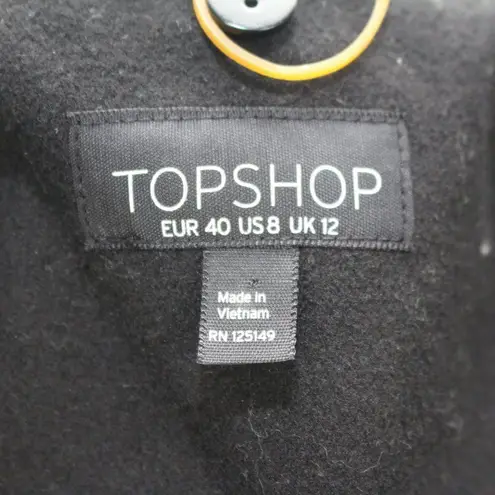 TOPSHOP
EUR 40 US 8 UK 12
Made in
Vietnam
RN 125149